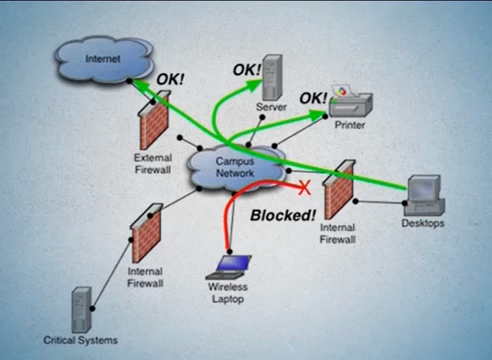 Internet
OK!
OK!
Server
OK!
Printer
External
Firewall
Campus
Network
Blocked!
Internal
Firewall
Desktops
Internal
Firewall
Wireless
Laptop
Critical Systems